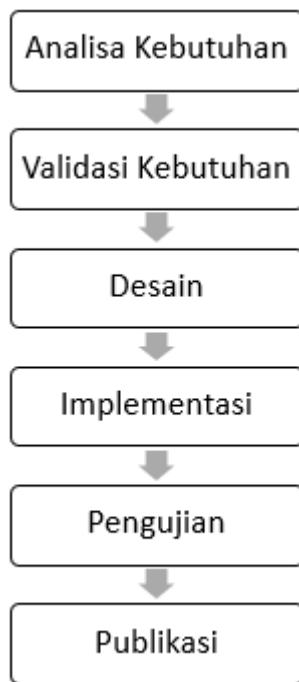 Analisa Kebutuhan
Validasi Kebutuhan
Desain
Implementasi
Pengujian
Publikasi